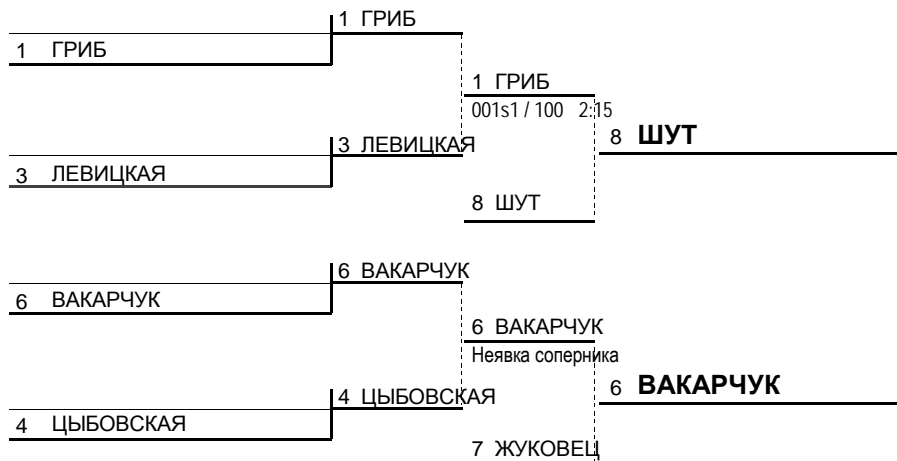 1 ГРИБ
1 ГРИБ
1 ГРИБ
001s1 / 100 2:15
8 ШУТ
3 ЛЕВИЦКАЯ
3 ЛЕВИЦКАЯ
8 ШУТ
6 ВАКАРЧУК
6 ВАКАРЧУК
6 ВАКАРЧУК
Неявка соперника
6 ВАКАРЧУК
4 ЦЫБОВСКАЯ
4 ЦЫБОВСКАЯ
7 ЖУКОВЕЦ